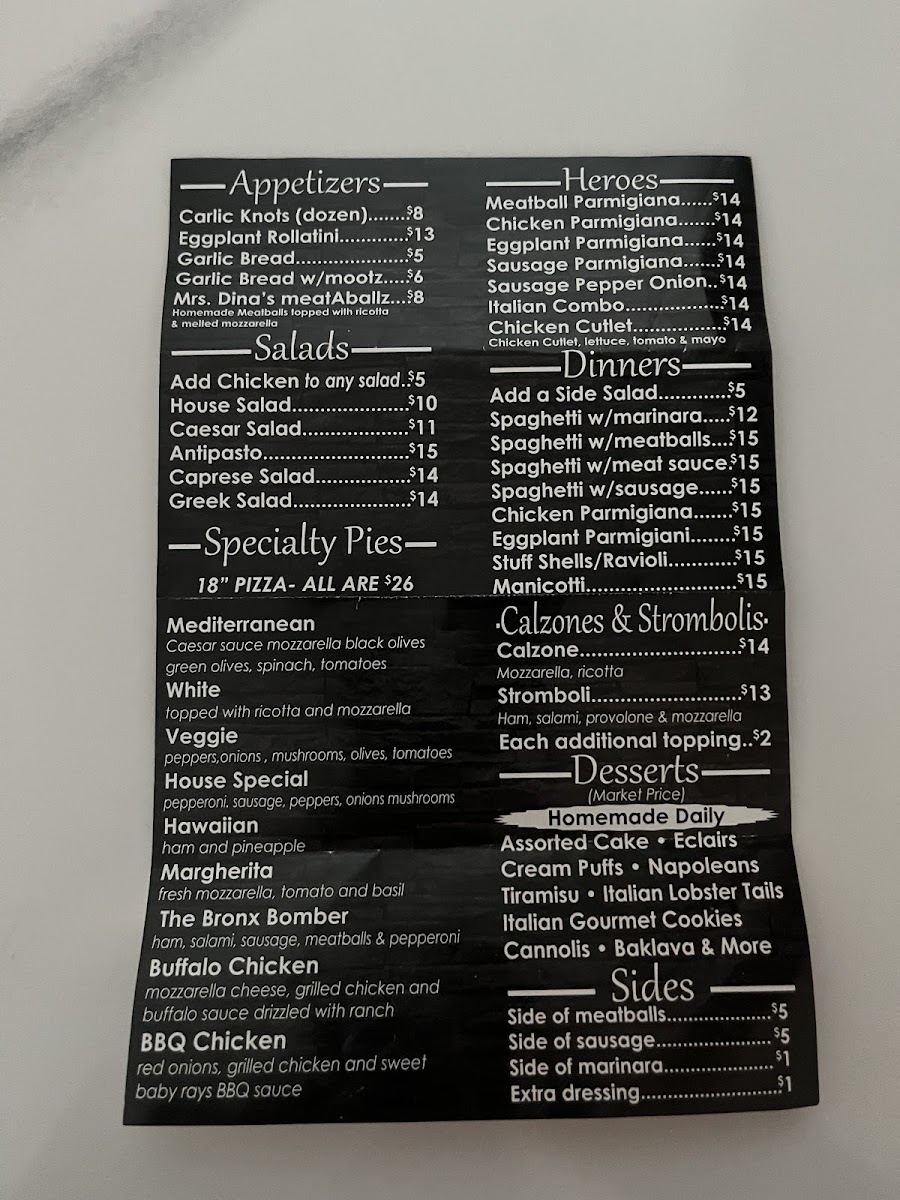 Appetizers
Carlic Knots (dozen).......$8
Eggplant Rollatini............$13
Garlic Bread.....................$5
Garlic Bread w/mootz.....$6
Mrs. Dina's meatAballz...$8
Homemade Meatballs topped with ricotta
& melled mozzarella
Salads
Add Chicken to any salad..$5
House Salad.....................$10
Caesar Salad...................$11
Antipasto..........................$15
Caprese Salad.................$14
Greek Salad.....................$14
Specialty Pies
18" PIZZA- ALL ARE $26
Mediterranean
Caesar sauce mozzarella black olives
green olives, spinach, tomatoes
White
topped with ricotta and mozzarella
Veggie
peppers,onions , mushrooms, olives, tomatoes
House Special
pepperoni, sausage, peppers, onions mushrooms
Hawaiian
ham and pineapple
Margherita
fresh mozzarella, tomato and basil
The Bronx Bomber
ham, salami, sausage, meatballs & pepperoni
Buffalo Chicken
mozzarella cheese, grilled chicken and
buffalo sauce drizzled with ranch
BBQ Chicken
red onions, grilled chicken and sweet
baby rays BBQ sauce
Heroes
Meatball Parmigiana......$14
Chicken Parmigiana.......$14
Eggplant Parmigiana......$14
Sausage Parmigiana......$14
Sausage Pepper Onion..$14
Italian Combo..................$14
Chicken Cutlet.................$14
Chicken Cutlet, lettuce, tomato & mayo
Dinners
Add a Side Salad.............$5
Spaghetti w/marinara.....$12
Spaghetti w/meatballs...$15
Spaghetti w/meat sauce.$15
Spaghetti w/sausage......$15
Chicken Parmigiana.......$15
Eggplant Parmigiani........$15
Stuff Shells/Ravioli............$15
Manicotti...........................$15
·Calzones & Strombolis·
Calzone............................$14
Mozzarella, ricotta
Stromboli...........................$13
Ham, salami, provolone & mozzarella
Each additional topping..$2
Desserts
(Market Price)
Homemade Daily
Assorted Cake • Eclairs
Cream Puffs • Napoleans
Tiramisu • Italian Lobster Tails
Italian Gourmet Cookies
Cannolis • Baklava & More
Sides
Side of meatballs...................$5
Side of sausage.....................$5
Side of marinara....................$1
Extra dressing.........................$1